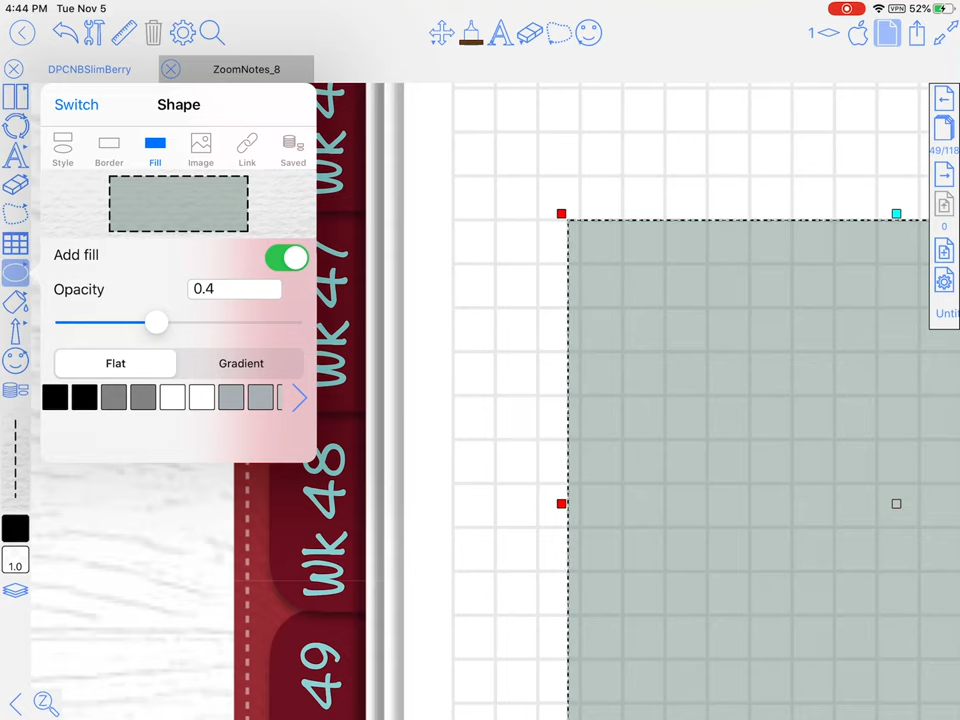 4:44 PM Tue Nov 5
VPN 52%
1
DPCNBSlimBerry
ZoomNotes_8
Switch
Shape
Style Border Fill Image Link Saved
Add fill
Opacity 0.4
Flat Gradient
1.0
Wk 47
Wk 48
49
49/118
0
Z